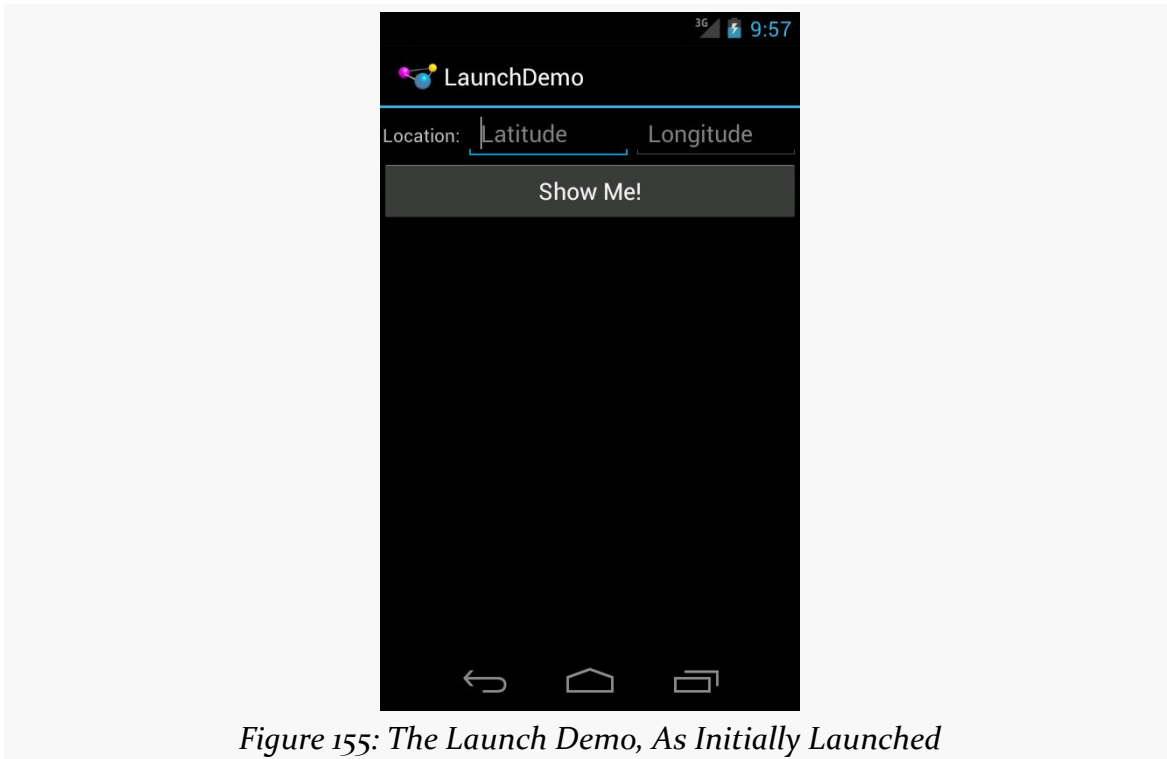 3G 9:57
LaunchDemo
Location: Latitude Longitude
Show Me!
Figure 155: The Launch Demo, As Initially Launched